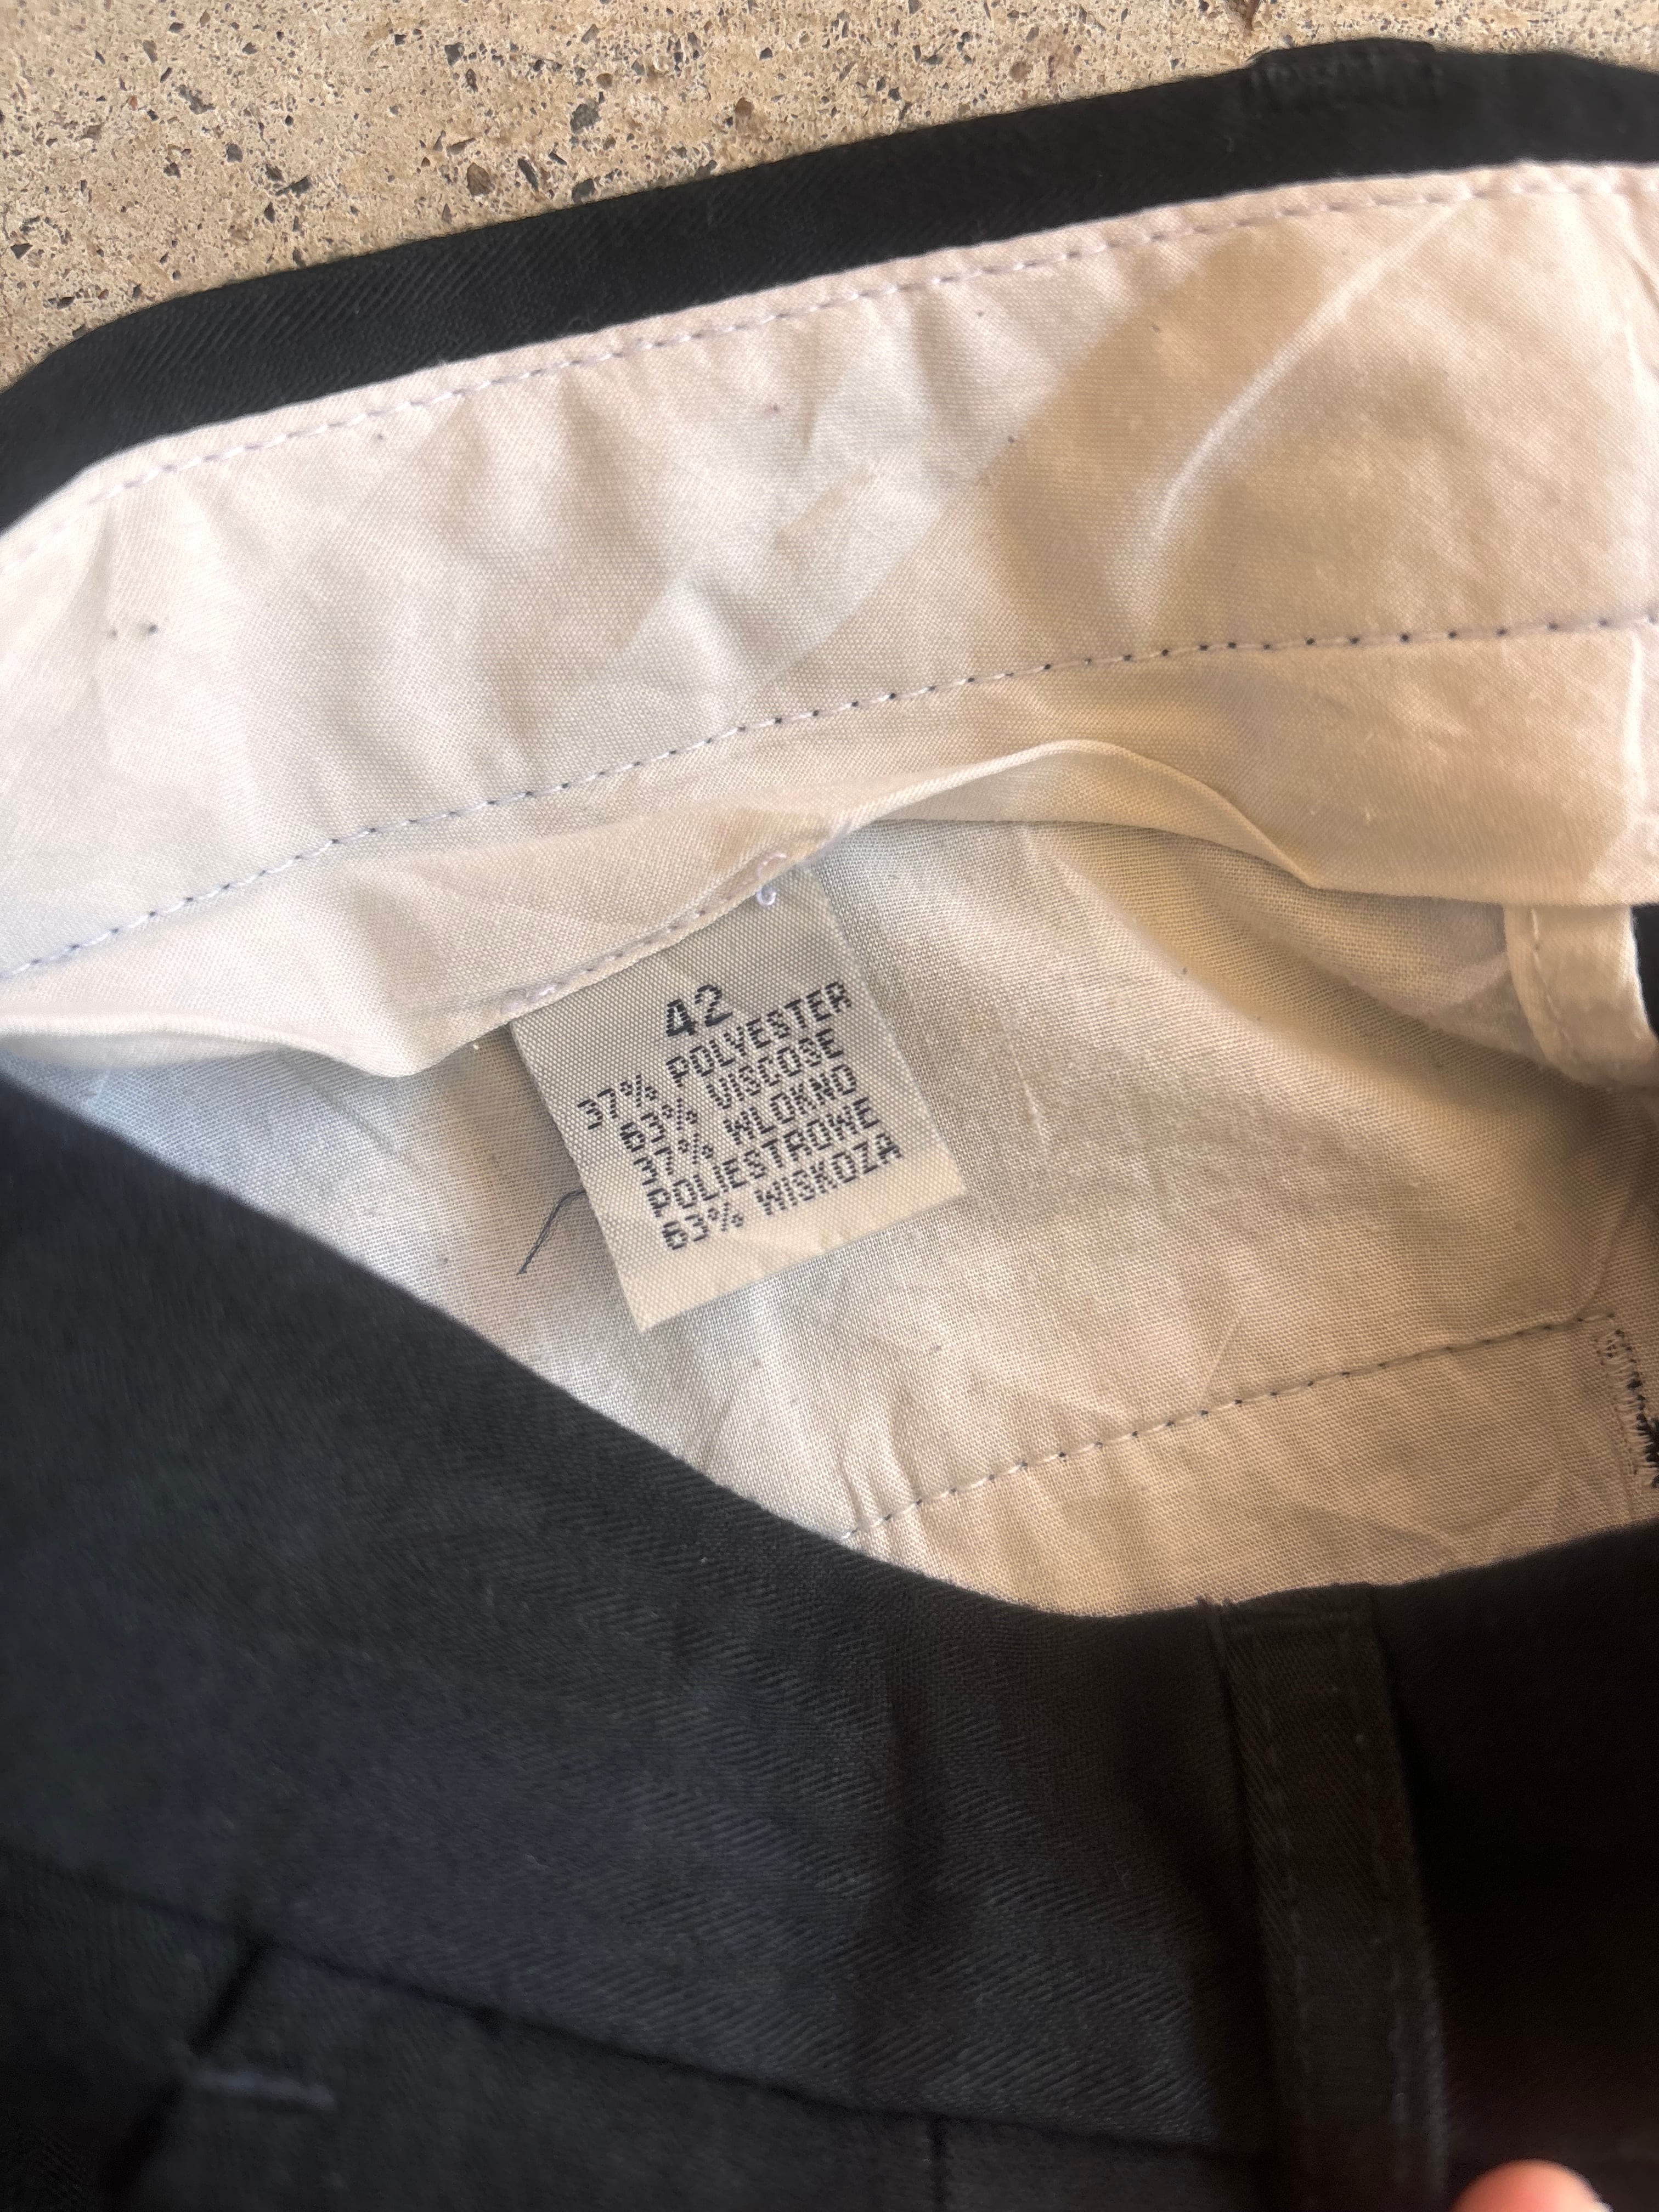 42
37% POLYESTER
63% VISCOSE
37% WLOKNO
POLIESTROWE
63% WISKOZA